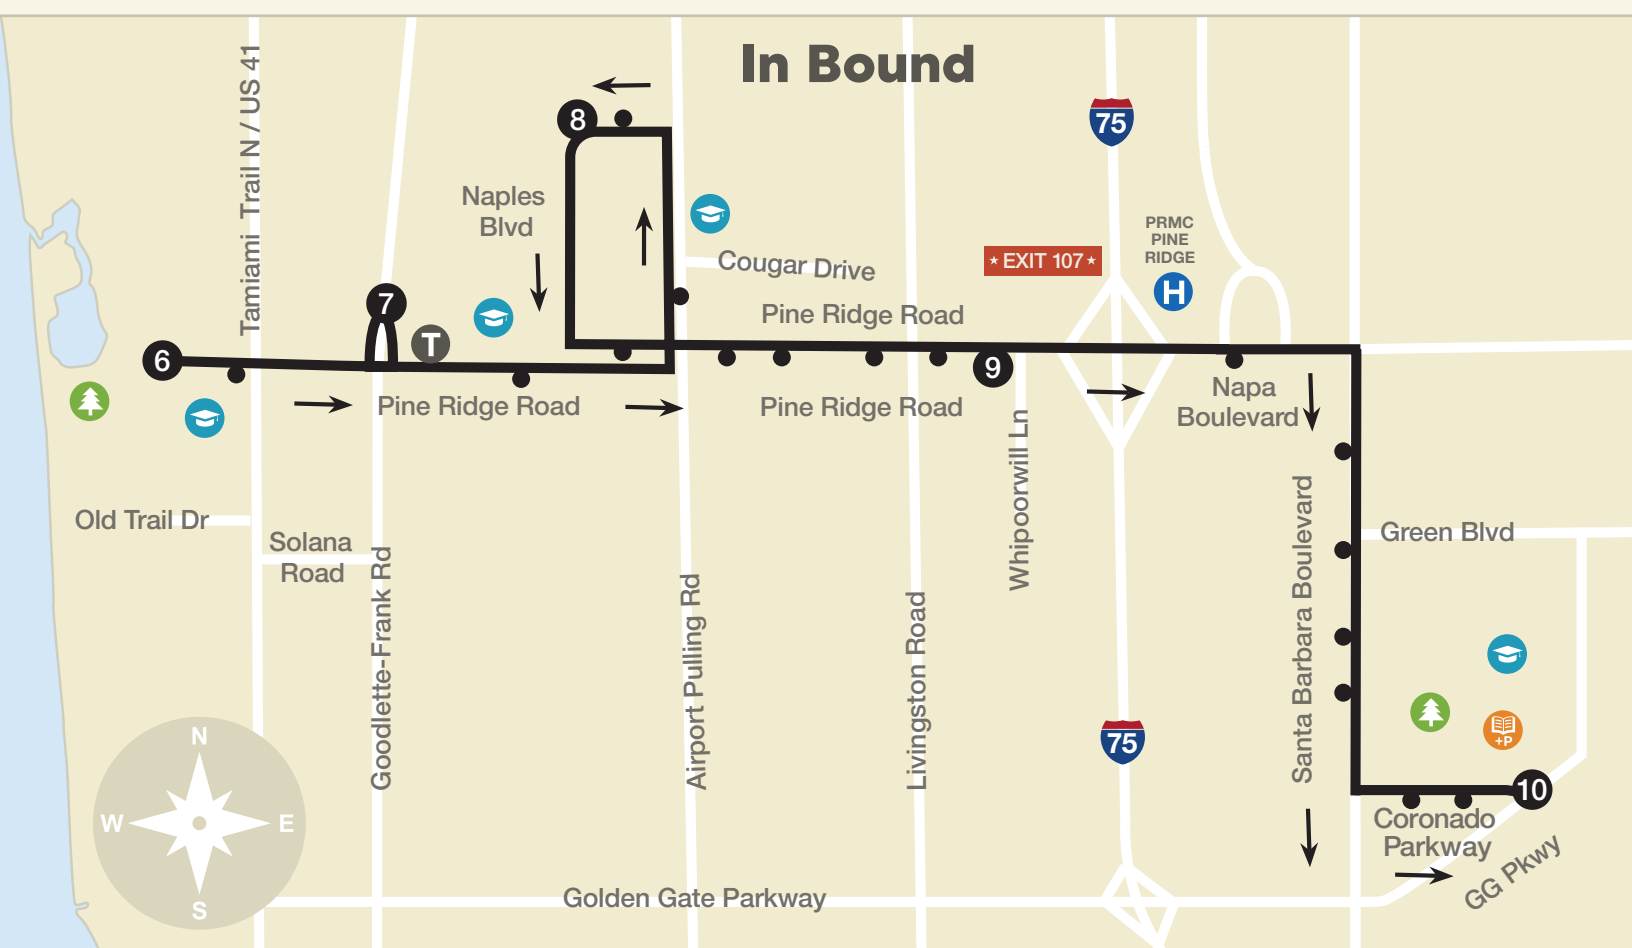 In Bound
Tamiami Trail N / US 41
8
75
Naples
Blvd
PRMC
PINE
RIDGE
H
★ EXIT 107 ★
Cougar Drive
7
T
Pine Ridge Road
6
9
Pine Ridge Road
Pine Ridge Road
Napa
Boulevard
Whipoorwill Ln
Old Trail Dr
Solana
Road
Green Blvd
Goodlette-Frank Rd
Airport Pulling Rd
Livingston Road
Santa Barbara Boulevard
75
+P
N
W
E
S
10
Coronado
Parkway
GG Pkwy
Golden Gate Parkway